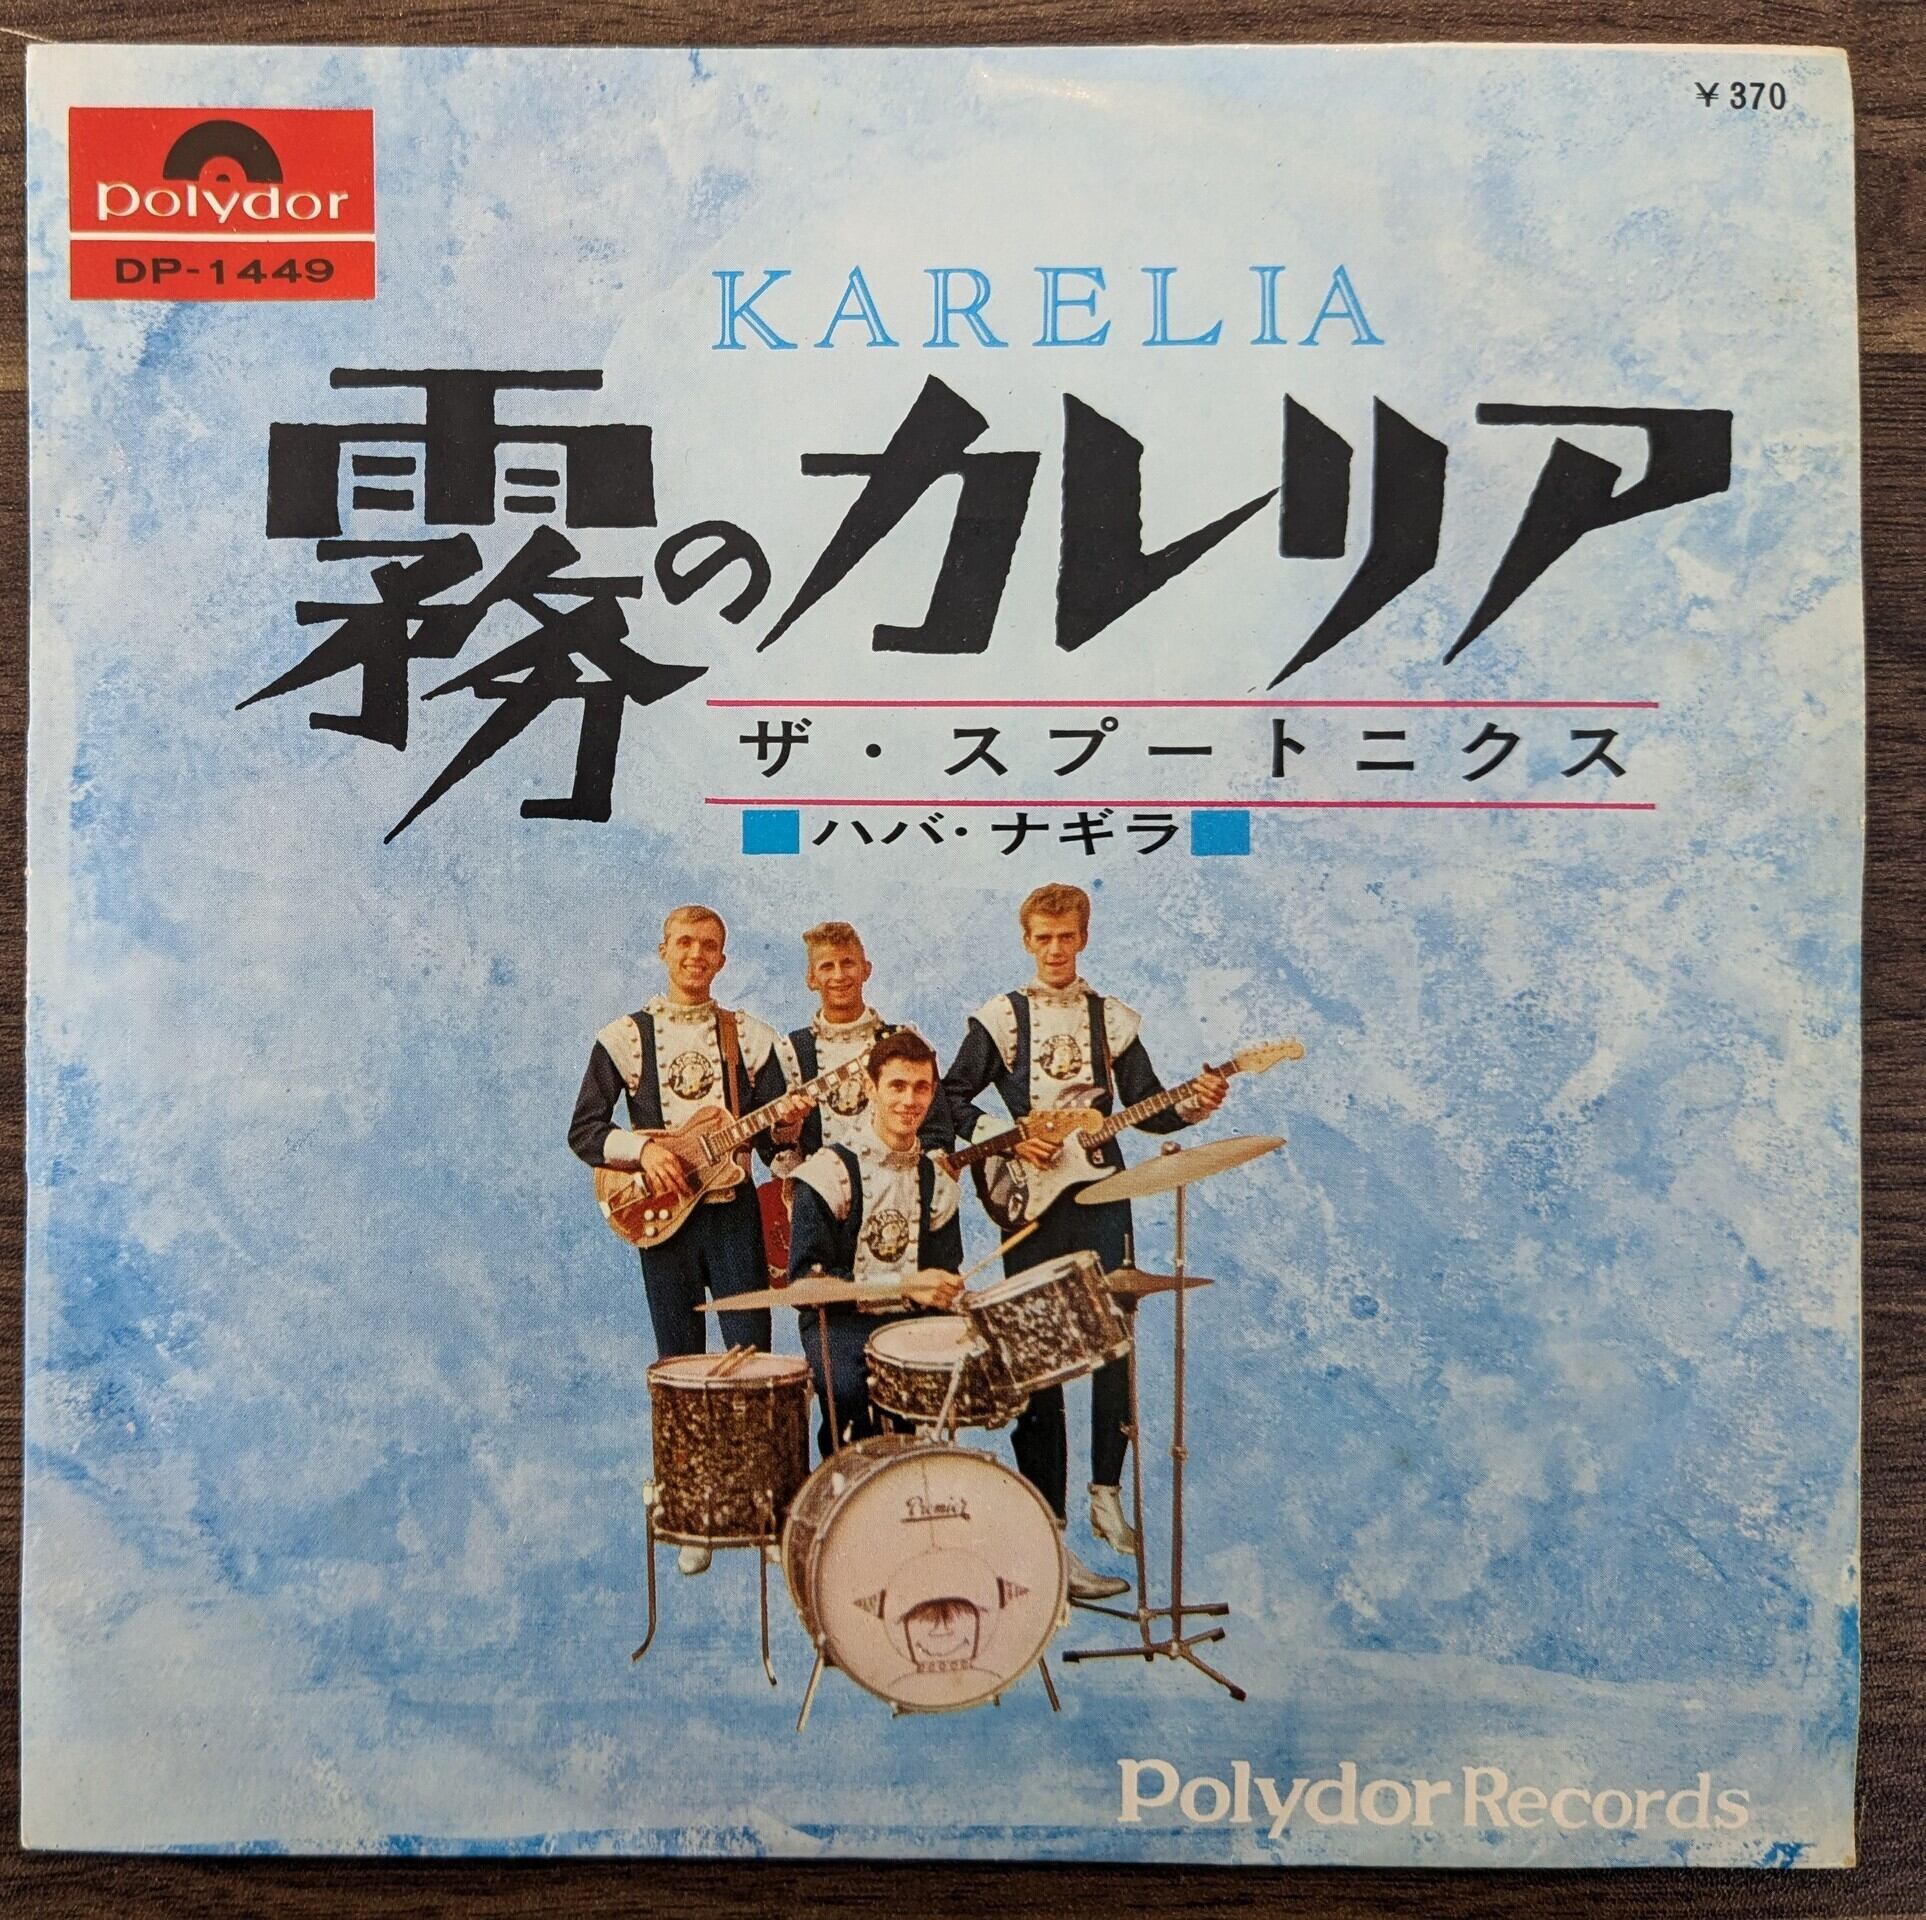 ¥370
polydor
DP-1449
KARELIA
霧のカレリア
ザ・スプートニクス
ハバ・ナギラ
Premier
Polydor Records